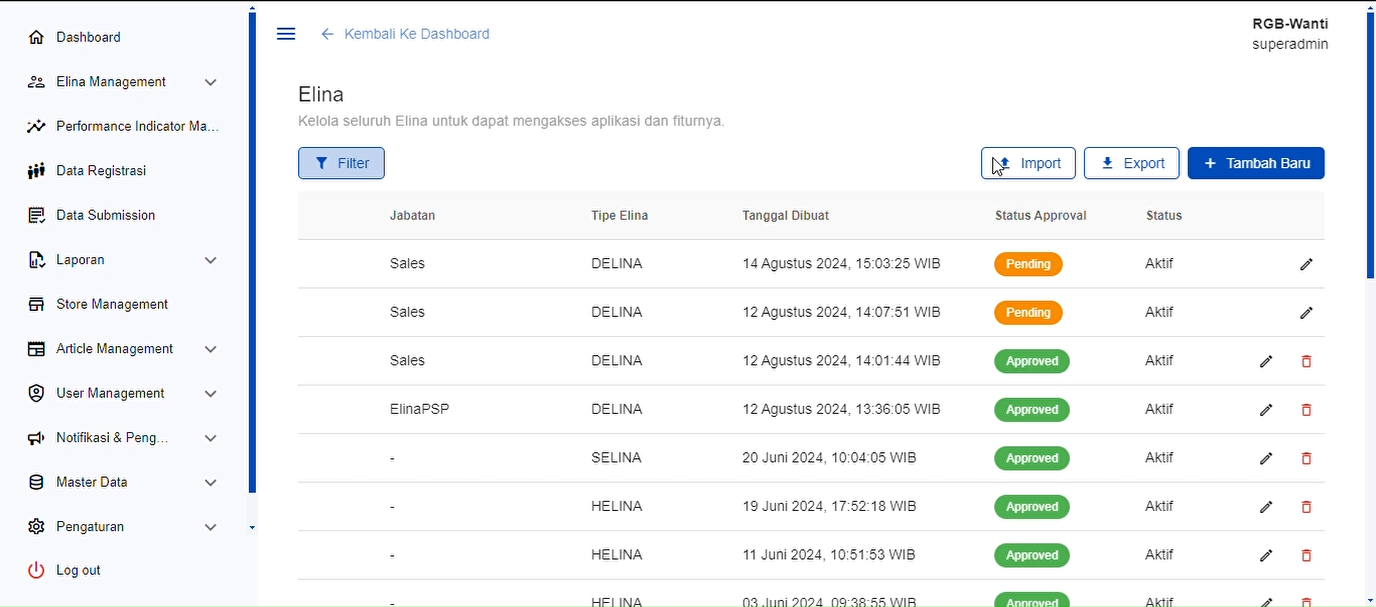 Dashboard
Elina Management
Performance Indicator Ma...
Data Registrasi
Data Submission
Laporan
Store Management
Article Management
User Management
Notifikasi & Peng...
Master Data
Pengaturan
Log out
Kembali Ke Dashboard
RGB-Wanti
superadmin
Elina
Kelola seluruh Elina untuk dapat mengakses aplikasi dan fiturnya.
Filter
Import
Export
+ Tambah Baru
Jabatan Tipe Elina Tanggal Dibuat Status Approval Status
Sales DELINA 14 Agustus 2024, 15:03:25 WIB Pending Aktif
Sales DELINA 12 Agustus 2024, 14:07:51 WIB Pending Aktif
Sales DELINA 12 Agustus 2024, 14:01:44 WIB Approved Aktif
ElinaPSP DELINA 12 Agustus 2024, 13:36:05 WIB Approved Aktif
- SELINA 20 Juni 2024, 10:04:05 WIB Approved Aktif
- HELINA 19 Juni 2024, 17:52:18 WIB Approved Aktif
- HELINA 11 Juni 2024, 10:51:53 WIB Approved Aktif
- HELINA 03 Juni 2024, 09:38:55 WIB Approved Aktif